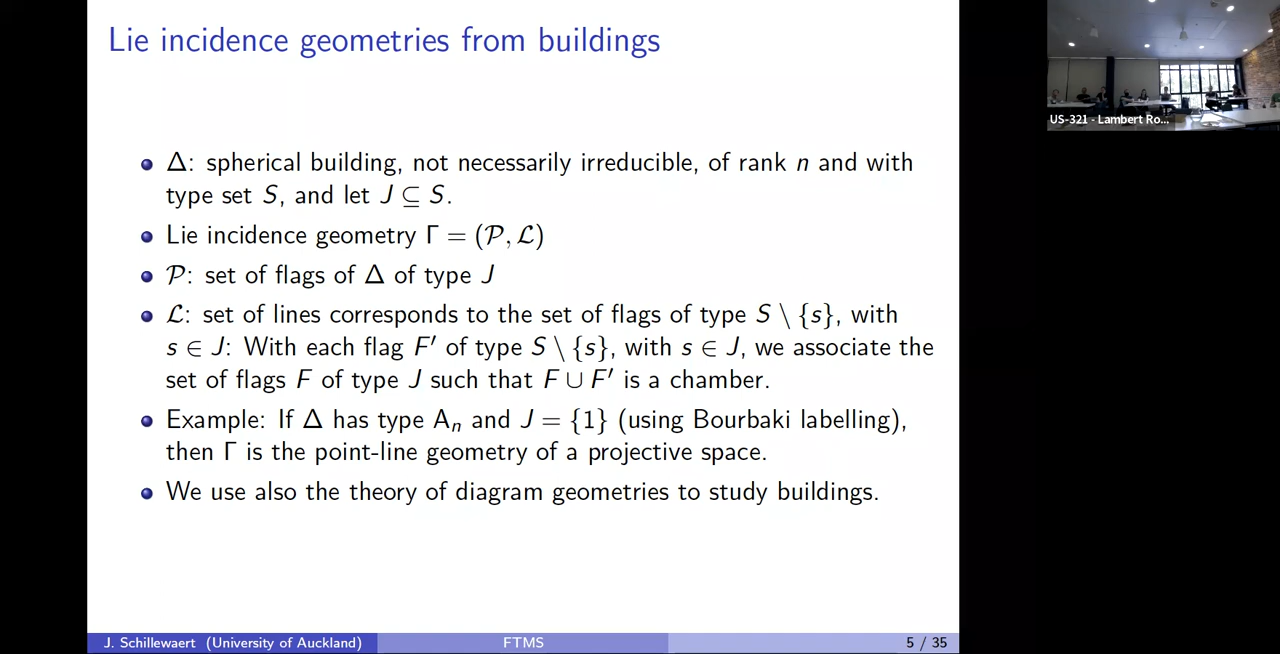 Lie incidence geometries from buildings
US-321 - Lambert Ro...
Δ: spherical building, not necessarily irreducible, of rank n and with
type set S, and let J ⊆ S.
Lie incidence geometry Γ = (𝒫, ℒ)
𝒫: set of flags of Δ of type J
ℒ: set of lines corresponds to the set of flags of type S \ {s}, with
s ∈ J: With each flag F′ of type S \ {s}, with s ∈ J, we associate the
set of flags F of type J such that F ∪ F′ is a chamber.
Example: If Δ has type Aₙ and J = {1} (using Bourbaki labelling),
then Γ is the point-line geometry of a projective space.
We use also the theory of diagram geometries to study buildings.
J. Schillewaert (University of Auckland) FTMS 5 / 35